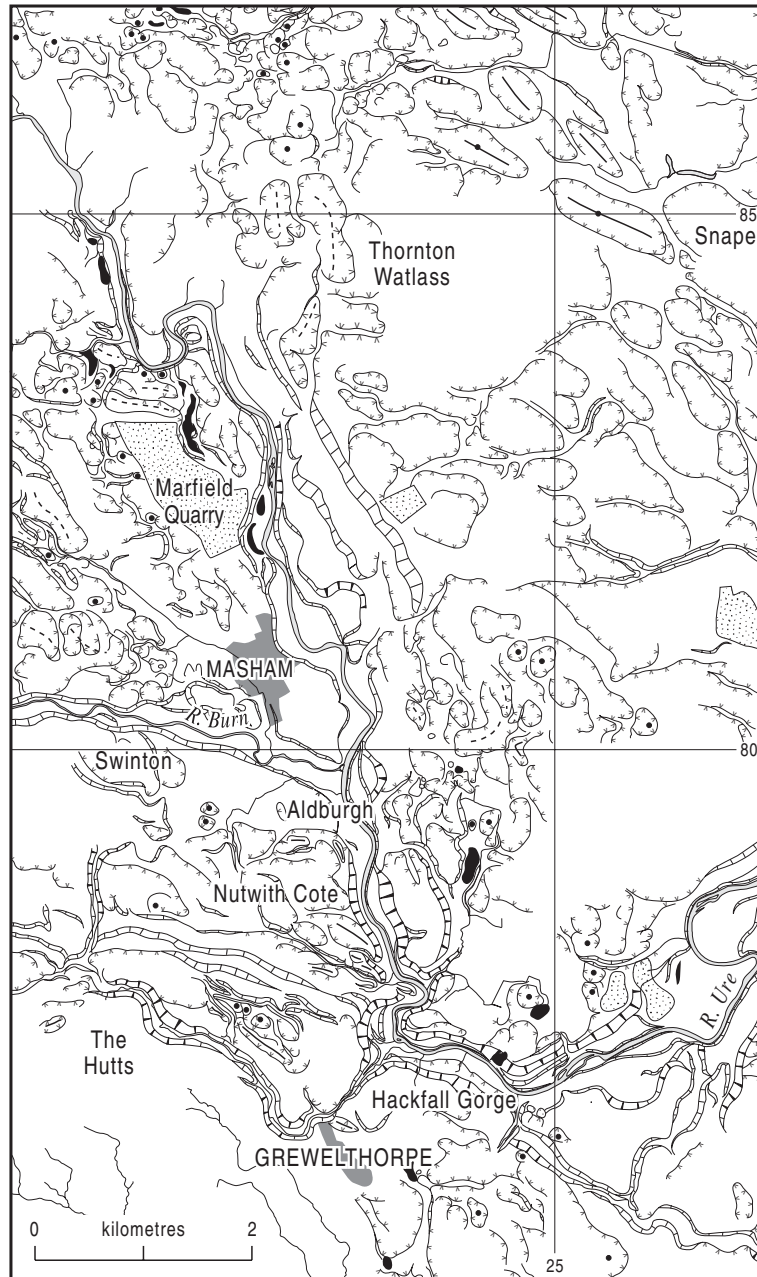 85
Thornton
Watlass
Snape
Marfield
Quarry
MASHAM
R. Burn
80
Swinton
Aldburgh
Nutwith Cote
R. Ure
The
Hutts
Hackfall Gorge
GREWELTHORPE
0 kilometres 2
25